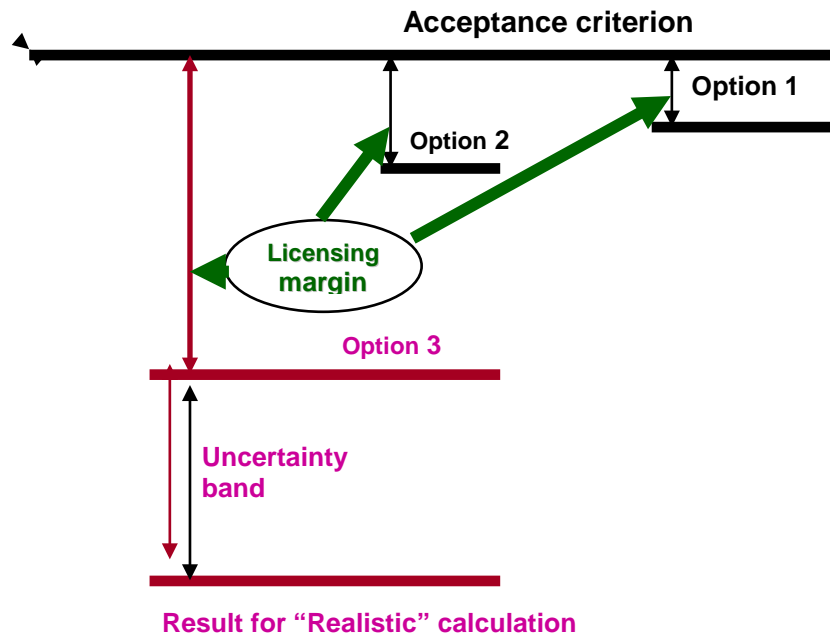 Acceptance criterion
Option 1
Option 2
Licensing
margin
Option 3
Uncertainty
band
Result for “Realistic” calculation